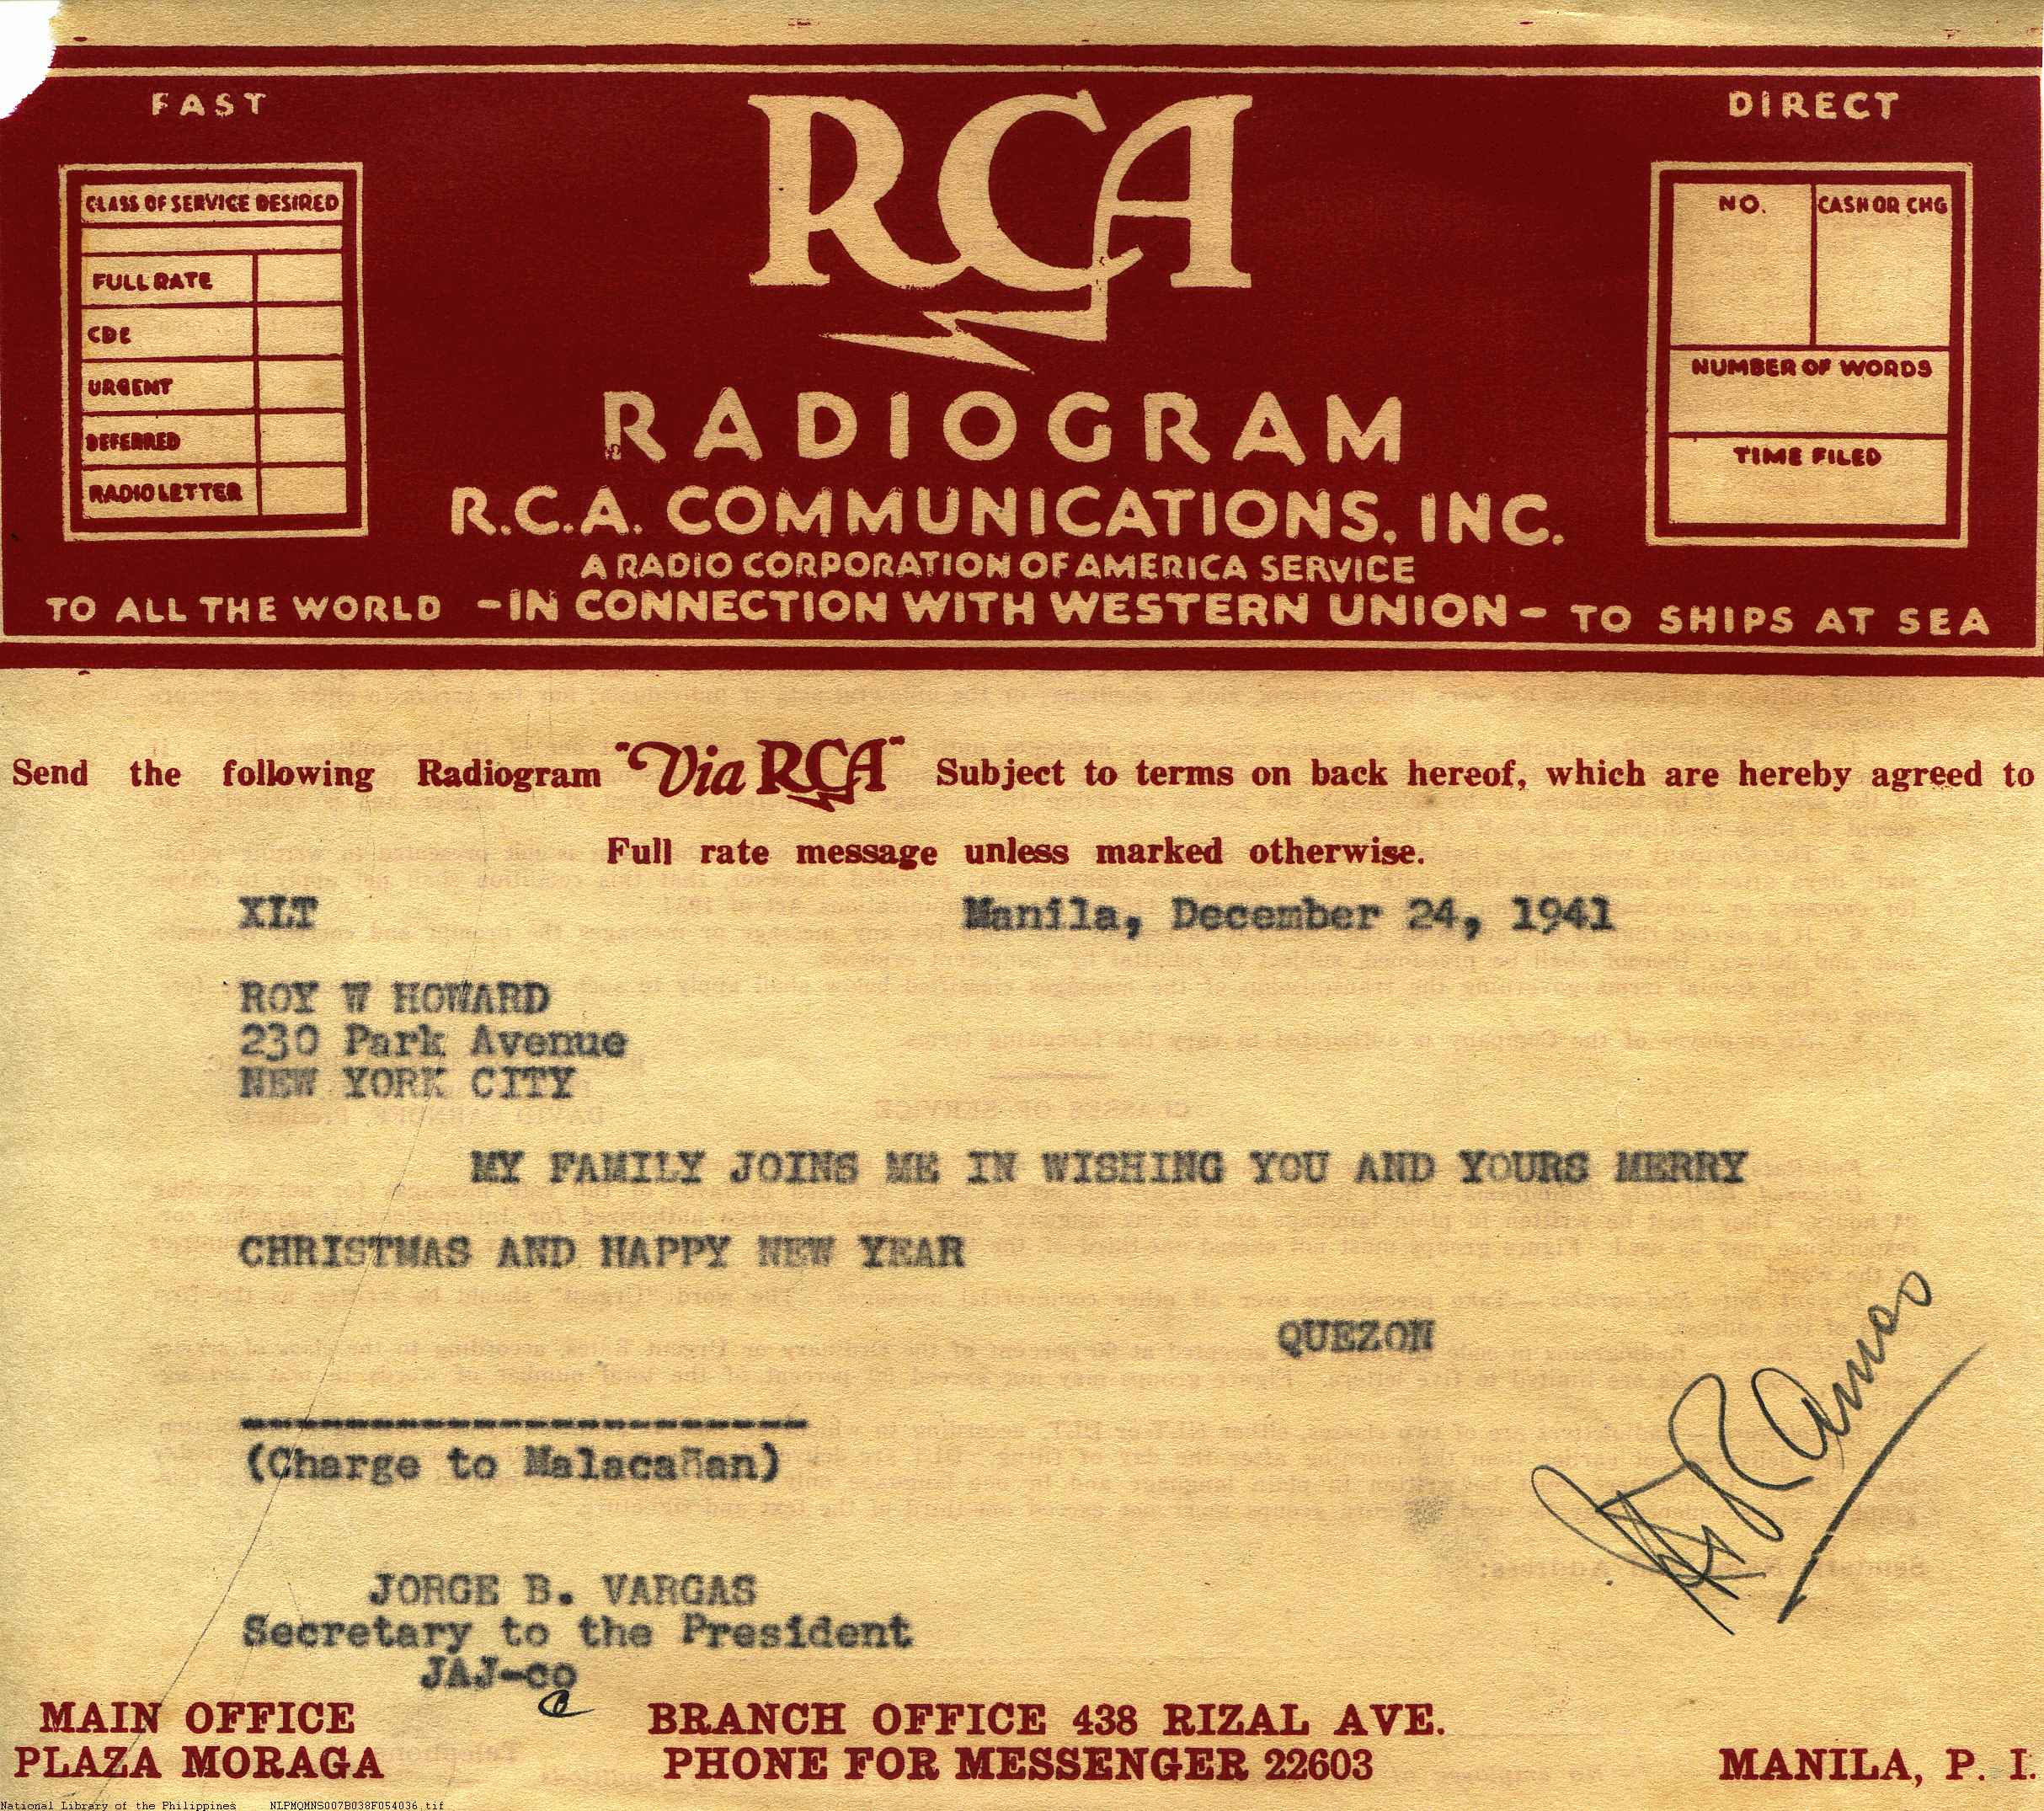 FAST
RCA
DIRECT
CLASS OF SERVICE DESIRED
FULL RATE
CDE
URGENT
DEFERRED
RADIO LETTER
NO.
CASH OR CHG
NUMBER OF WORDS
TIME FILED
RADIOGRAM
R.C.A. COMMUNICATIONS, INC.
A RADIO CORPORATION OF AMERICA SERVICE
TO ALL THE WORLD -IN CONNECTION WITH WESTERN UNION- TO SHIPS AT SEA
Send the following Radiogram "Via RCA" Subject to terms on back hereof, which are hereby agreed to
Full rate message unless marked otherwise.
XLT Manila, December 24, 1941
ROY W HOWARD
230 Park Avenue
NEW YORK CITY
MY FAMILY JOINS ME IN WISHING YOU AND YOURS MERRY
CHRISTMAS AND HAPPY NEW YEAR
QUEZON
(Charge to Malacañan)
JORGE B. VARGAS
Secretary to the President
JAJ-co
MAIN OFFICE
PLAZA MORAGA
BRANCH OFFICE 438 RIZAL AVE.
PHONE FOR MESSENGER 22603
MANILA, P. I.
National Library of the Philippines NLPMQMNS007B038F054036.tif